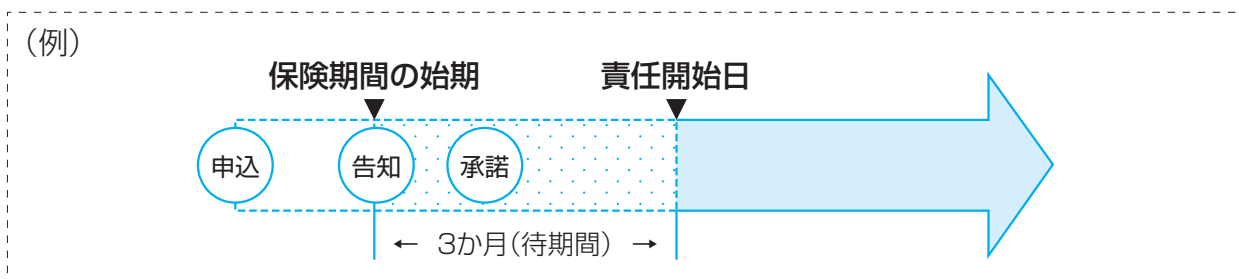 （例）
保険期間の始期 責任開始日
申込 告知 承諾
← 3か月（待期間） →